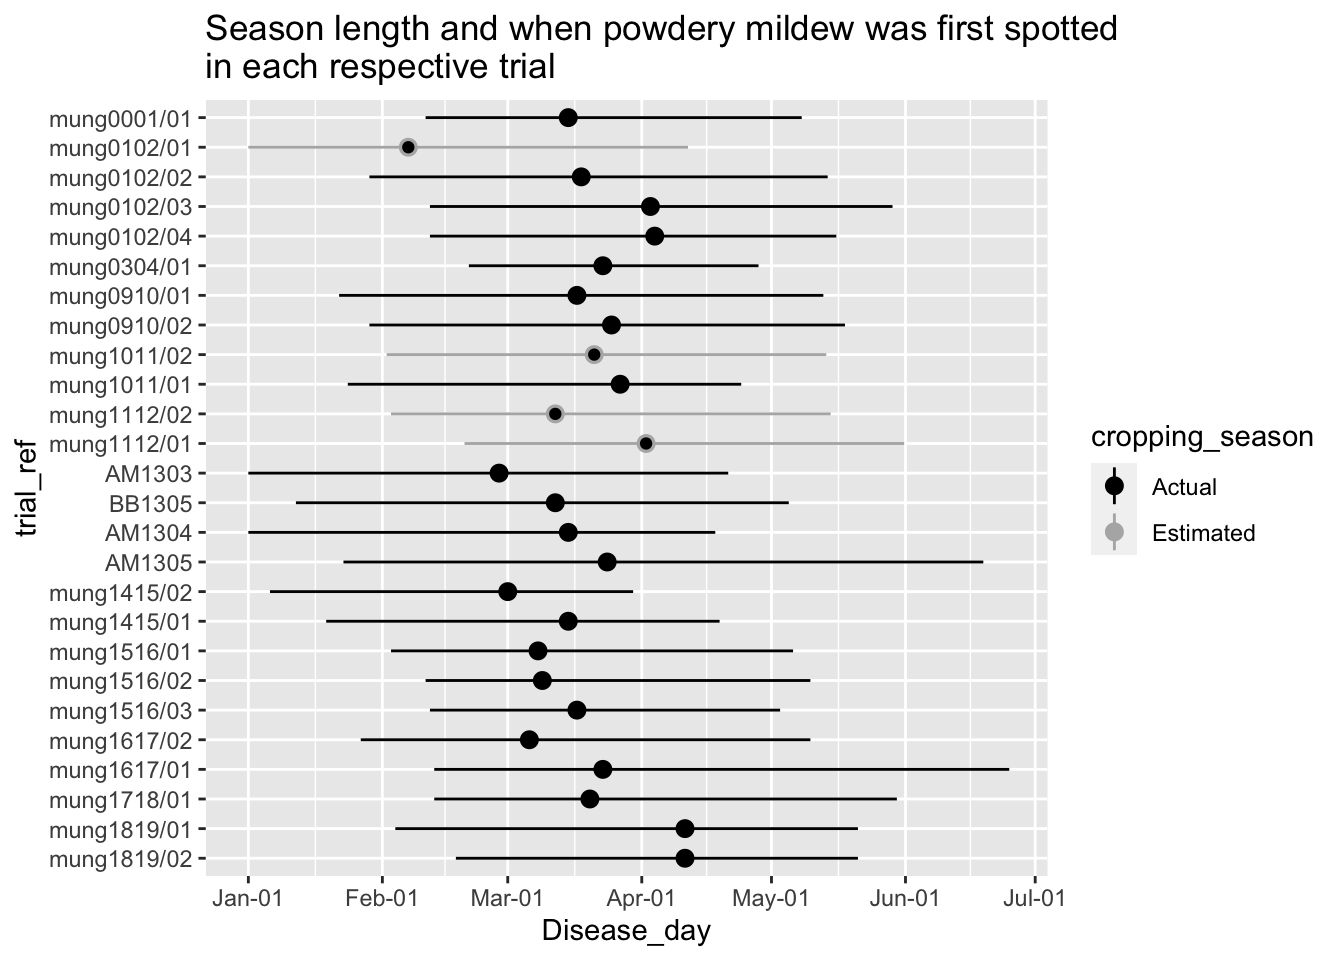 Season length and when powdery mildew was first spotted
in each respective trial
mung0001/01
mung0102/01
mung0102/02
mung0102/03
mung0102/04
mung0304/01
mung0910/01
mung0910/02
mung1011/02
mung1011/01
mung1112/02
mung1112/01
AM1303
BB1305
AM1304
AM1305
mung1415/02
mung1415/01
mung1516/01
mung1516/02
mung1516/03
mung1617/02
mung1617/01
mung1718/01
mung1819/01
mung1819/02
trial_ref
Jan-01 Feb-01 Mar-01 Apr-01 May-01 Jun-01 Jul-01
Disease_day
cropping_season
Actual
Estimated